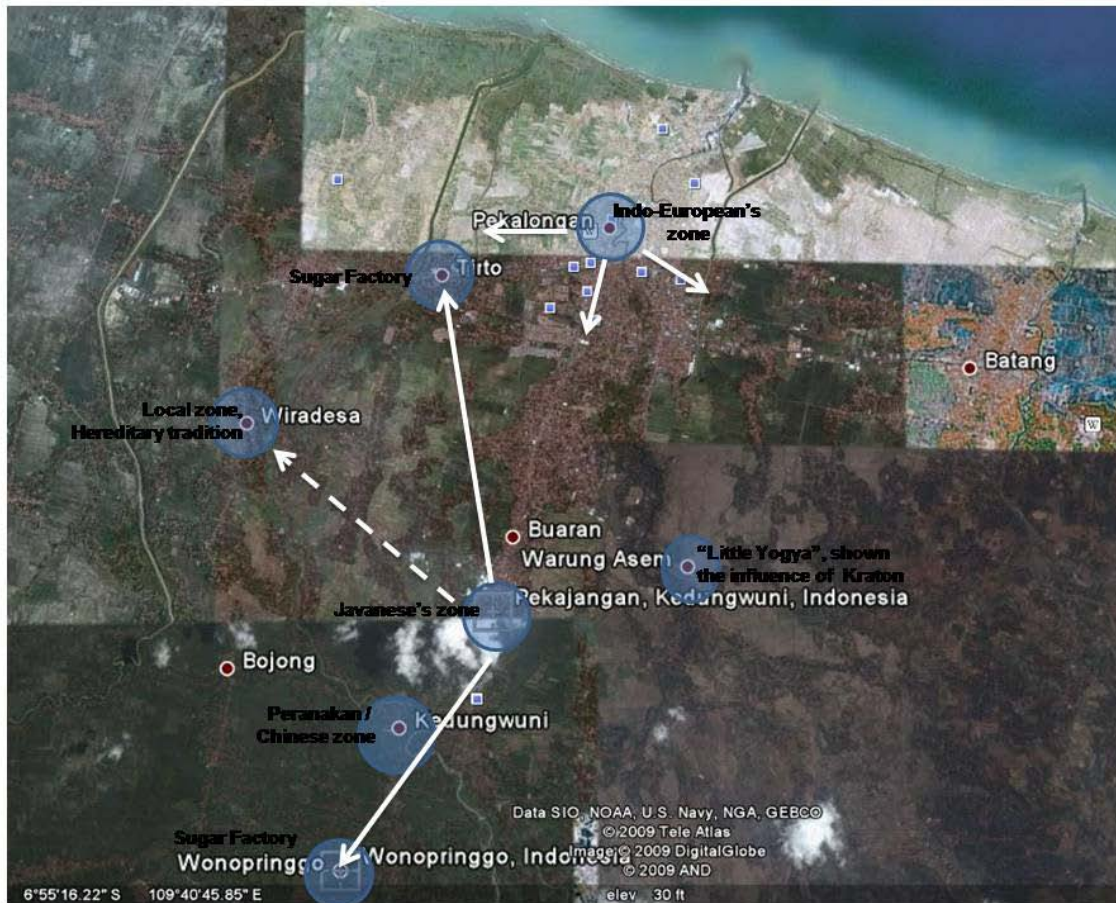 Pekalongan
Indo-European's
zone
Sugar Factory
Tirto
Batang
Local zone,
Hereditary tradition
Wiradesa
W
Buaran
Warung Asem
"Little Yogya", shown
the influence of Kraton
Javanese's zone
Pekajangan, Kedungwuni, Indonesia
Bojong
Peranakan /
Chinese zone
Kedungwuni
Sugar Factory
Wonopringgo
Wonopringgo, Indonesia
Data SIO, NOAA, U.S. Navy, NGA, GEBCO
© 2009 Tele Atlas
Image © 2009 DigitalGlobe
© 2009 AND
6°55'16.22" S 109°40'45.85" E elev 30 ft